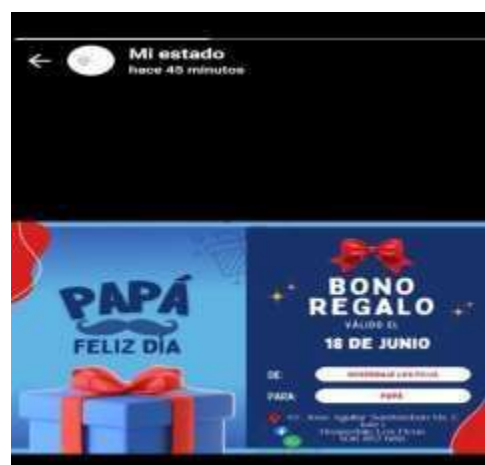 Mi estado
hace 45 minutos
PAPÁ
FELIZ DÍA
BONO
REGALO
VÁLIDO EL
18 DE JUNIO
DE:
PARA:
PAPÁ